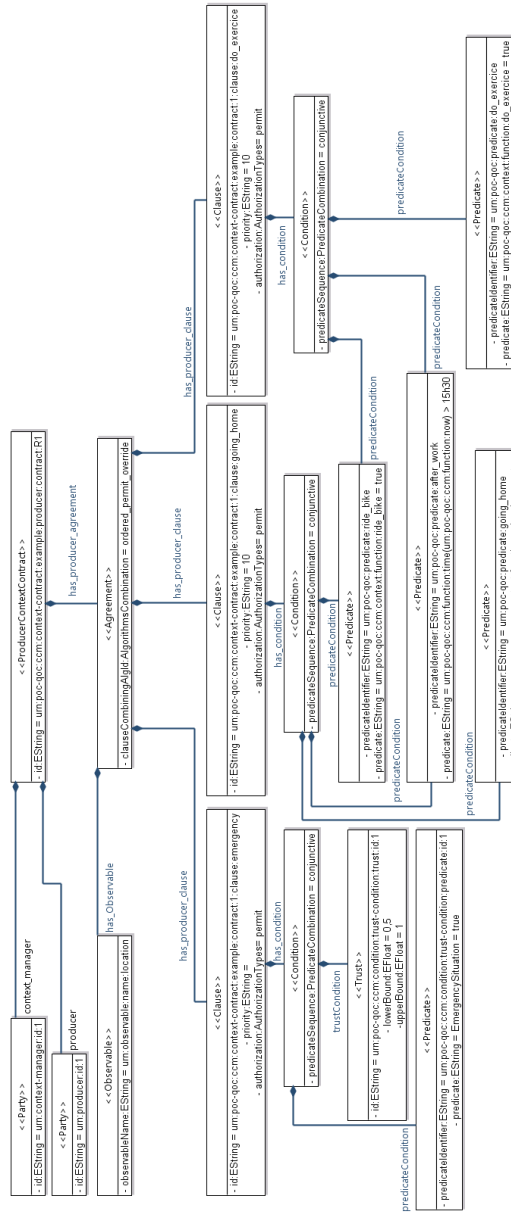 <<ProducerContextContract>>
- id:EString = urn:poc-qoc:ccm:context-contract:example:producer:contract:R1
context_manager
<<Party>>
- id:EString = urn:context-manager:id:1
producer
<<Party>>
- id:EString = urn:producer:id:1
has_producer_agreement
<<Agreement>>
- clauseCombiningAlgId:AlgorithmsCombination = ordered_permit_override
has_Observable
<<Observable>>
- observableName:EString = urn:observable:name:location
has_producer_clause
has_producer_clause
has_producer_clause
<<Clause>>
- id:EString = urn:poc-qoc:ccm:context-contract:example:contract:1:clause:emergency
- priority:EString =
- authorization:AuthorizationTypes= permit
<<Clause>>
- id:EString = urn:poc-qoc:ccm:context-contract:example:contract:1:clause:going_home
- priority:EString = 10
- authorization:AuthorizationTypes= permit
<<Clause>>
- id:EString = urn:poc-qoc:ccm:context-contract:example:contract:1:clause:do_exercice
- priority:EString = 10
- authorization:AuthorizationTypes= permit
has_condition
has_condition
has_condition
<<Condition>>
- predicateSequence:PredicateCombination = conjunctive
<<Condition>>
- predicateSequence:PredicateCombination = conjunctive
<<Condition>>
- predicateSequence:PredicateCombination = conjunctive
trustCondition
<<Trust>>
- id:EString = urn:poc-qoc:ccm:condition:trust-condition:trust:id:1
- lowerBound:EFloat = 0,5
-upperBound:EFloat = 1
predicateCondition
<<Predicate>>
- predicateIdentifier:EString = urn:poc-qoc:ccm:condition:trust-condition:predicate:id:1
- predicate:EString = EmergencySituation = true
predicateCondition
predicateCondition
<<Predicate>>
- predicateIdentifier:EString = urn:poc-qoc:predicate:ride_bike
- predicate:EString = urn:poc-qoc:ccm:context:function:ride_bike = true
predicateCondition
predicateCondition
<<Predicate>>
- predicateIdentifier:EString = urn:poc-qoc:predicate:after_work
- predicate:EString = urn:poc-qoc:ccm:function:time(urn:poc-qoc:ccm:function:now) > 15h30
predicateCondition
predicateCondition
<<Predicate>>
- predicateIdentifier:EString = urn:poc-qoc:predicate:going_home
predicateCondition
<<Predicate>>
- predicateIdentifier:EString = urn:poc-qoc:predicate:do_exercice
- predicate:EString = urn:poc-qoc:ccm:context:function:do_exercice = true